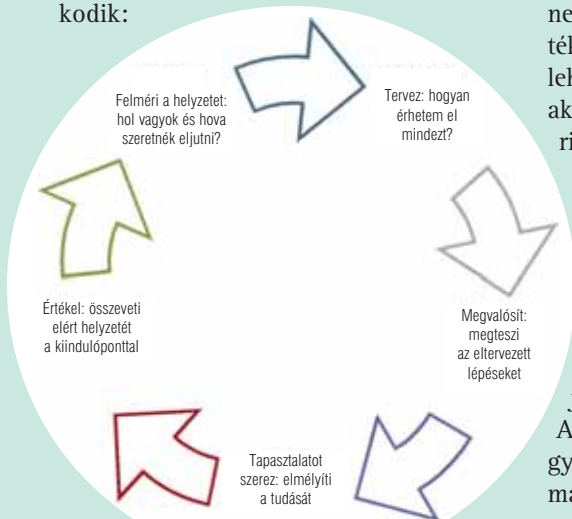 kodik:
Felméri a helyzetet:
hol vagyok és hova
szeretnék eljutni?
Tervez: hogyan
érhetem el
mindezt?
Megvalósít:
megteszi
az eltervezett
lépéseket
Tapasztalatot
szerez: elmélyíti
a tudását
Értékel: összeveti
elért helyzetét
a kiindulóponttal